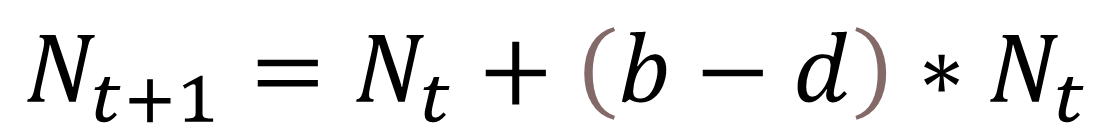 N_{t+1} = N_t + (b − d) ∗ N_t